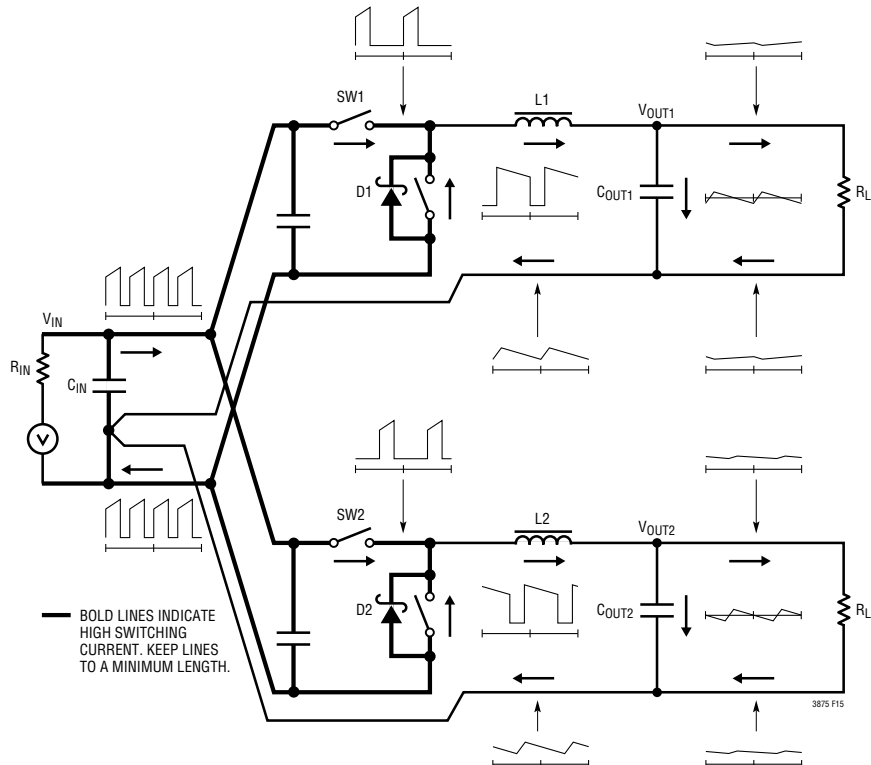 SW1
L1
VOUT1
D1
COUT1
RL
VIN
RIN
CIN
SW2
L2
VOUT2
D2
COUT2
RL
BOLD LINES INDICATE
HIGH SWITCHING
CURRENT. KEEP LINES
TO A MINIMUM LENGTH.
3875 F15